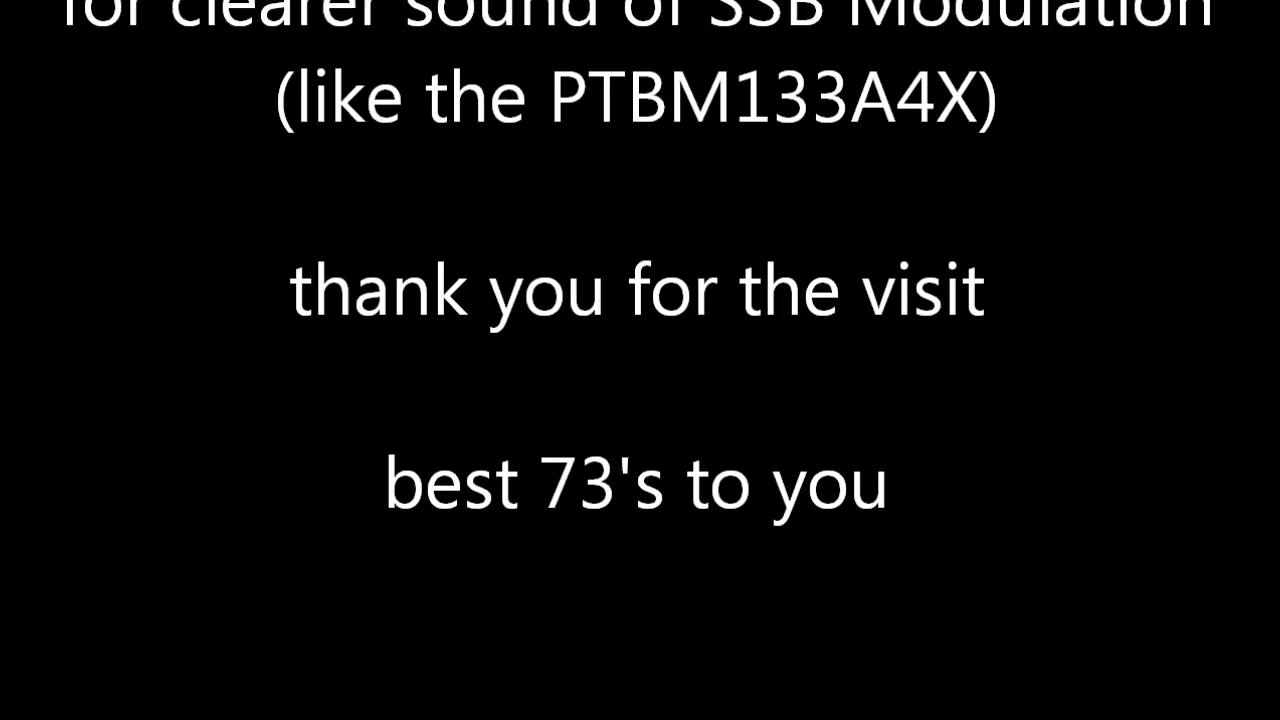 for clearer sound of SSB Modulation
(like the PTBM133A4X)
thank you for the visit
best 73's to you